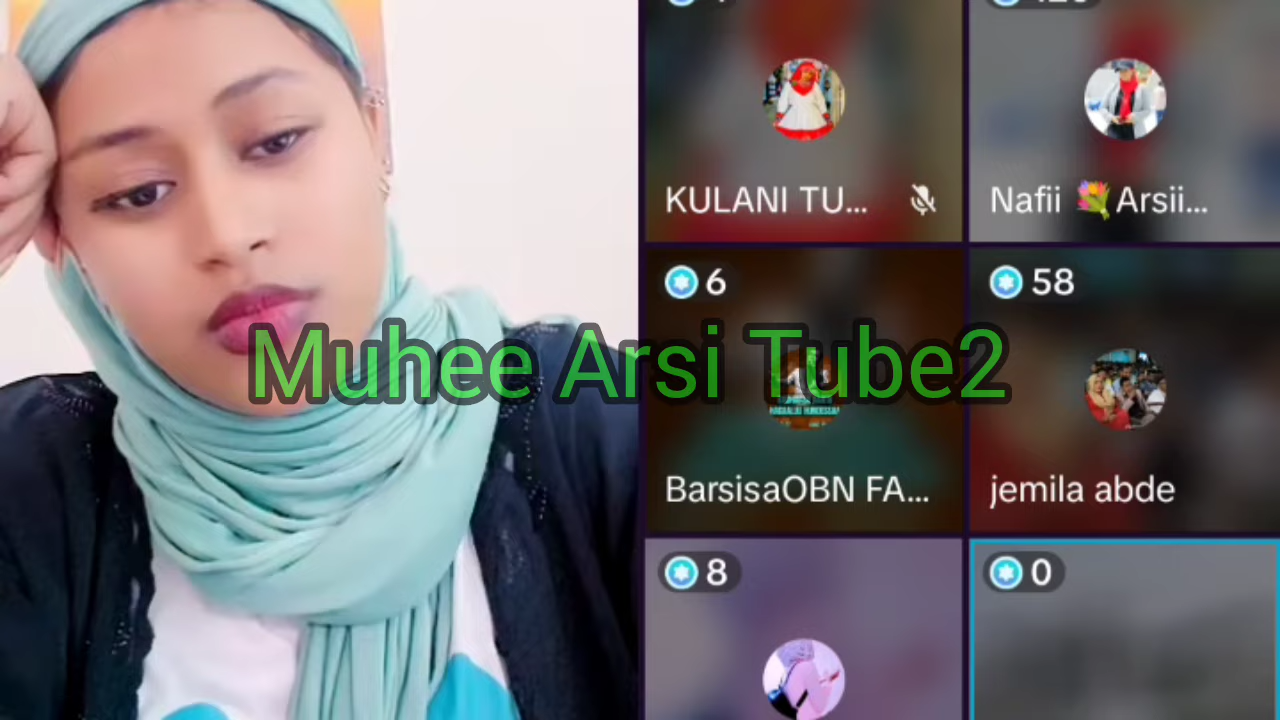 KULANI TU...
Nafii 💐Arsii...
6
58
Muhee Arsi Tube2
BarsisaOBN FA...
jemila abde
8
0